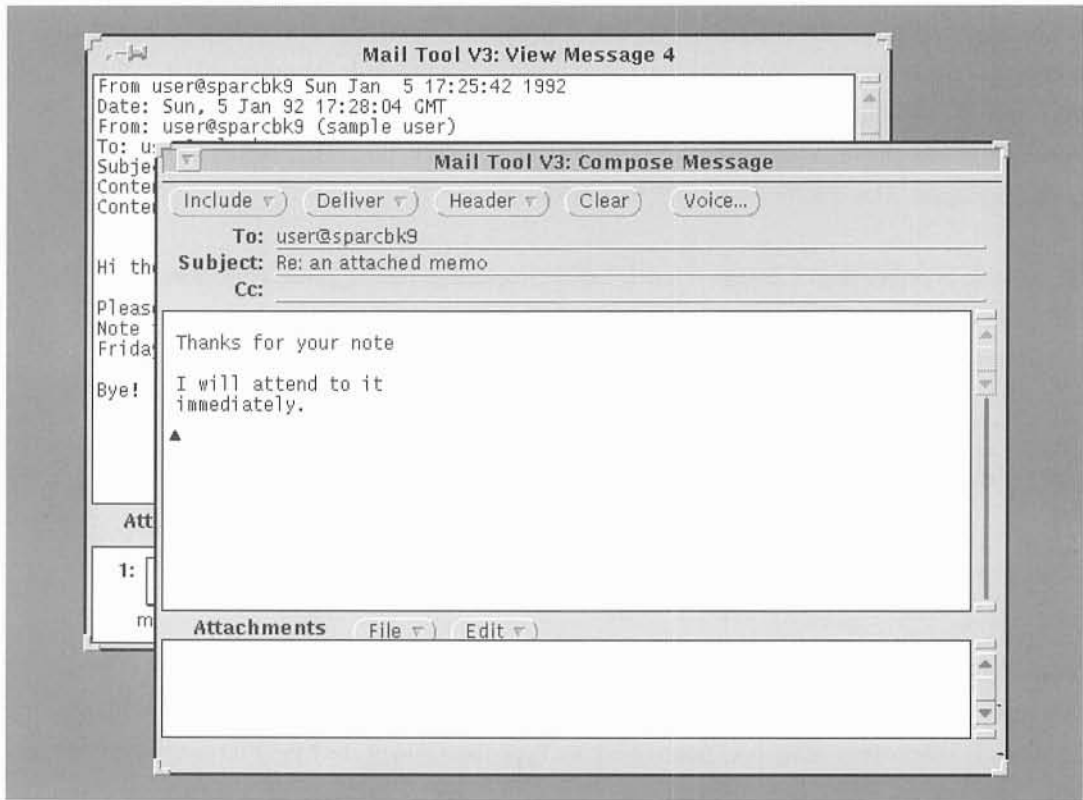 Mail Tool V3: View Message 4
From user@sparcbk9 Sun Jan  5 17:25:42 1992
Date: Sun, 5 Jan 92 17:28:04 GMT
From: user@sparcbk9 (sample user)
To:
Mail Tool V3: Compose Message
Include Deliver Header Clear Voice...
To: user@sparcbk9
Subject: Re: an attached memo
Cc:
Hi
Note
Bye!
Thanks for your note
I will attend to it
immediately.
1:
Attachments File Edit